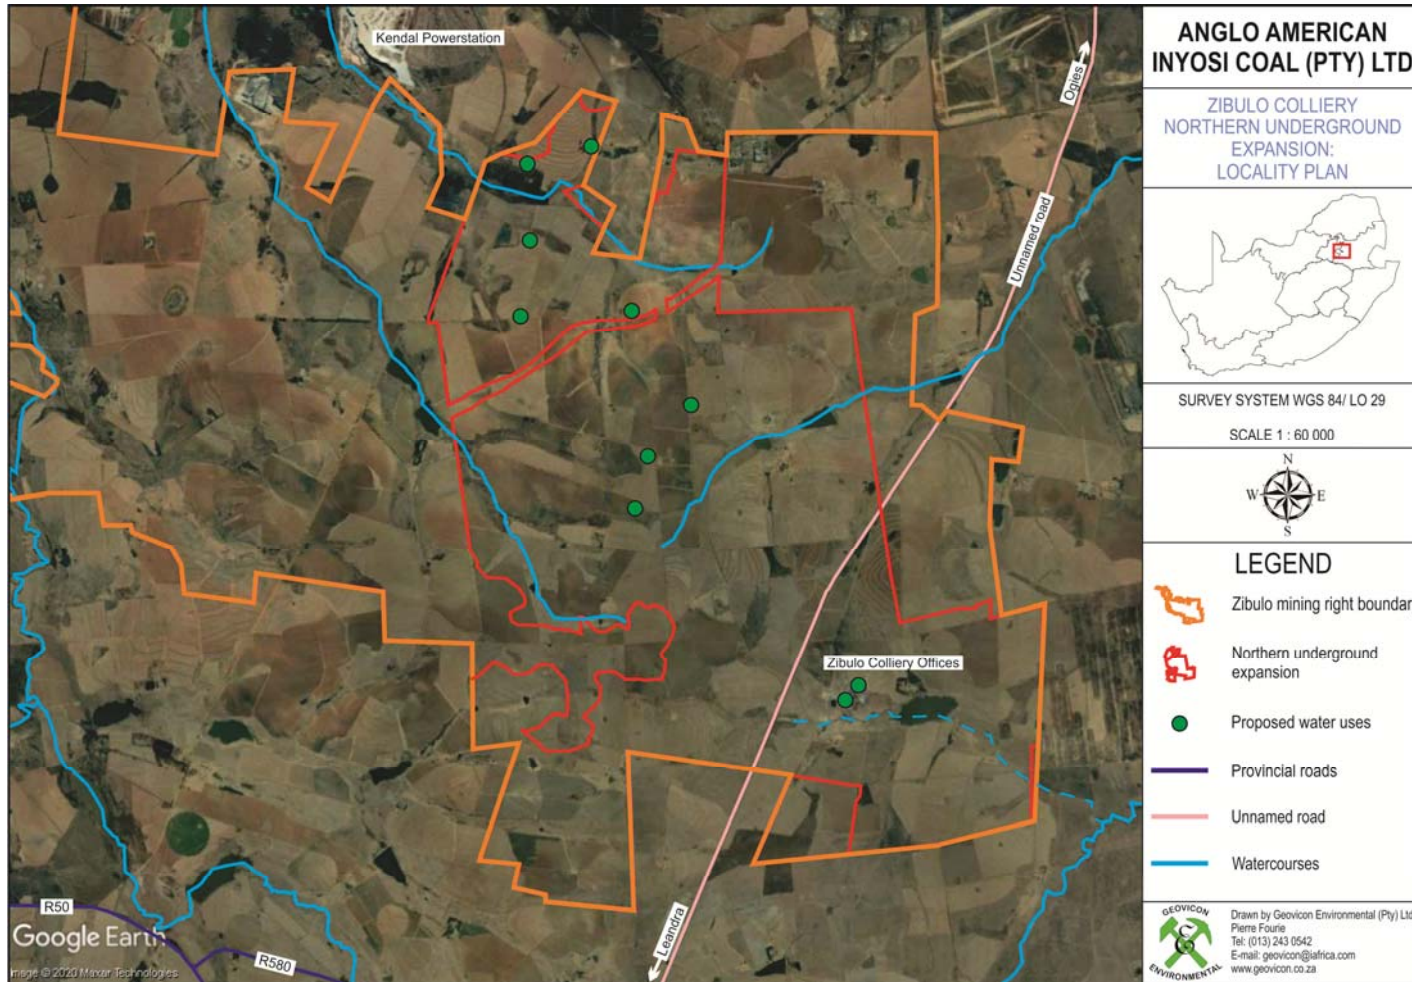 Kendal Powerstation
Ogies
Unnamed road
Zibulo Colliery Offices
Leandra
R50
R580
Google Earth
Image © 2020 Maxar Technologies
ANGLO AMERICAN
INYOSI COAL (PTY) LTD
ZIBULO COLLIERY
NORTHERN UNDERGROUND
EXPANSION:
LOCALITY PLAN
SURVEY SYSTEM WGS 84/ LO 29
SCALE 1 : 60 000
N
W
E
S
LEGEND
Zibulo mining right boundar
Northern underground
expansion
Proposed water uses
Provincial roads
Unnamed road
Watercourses
GEOVICON
ENVIRONMENTAL
Drawn by Geovicon Environmental (Pty) Ltd
Pierre Fourie
Tel: (013) 243 0542
E-mail: geovicon@iafrica.com
www.geovicon.co.za